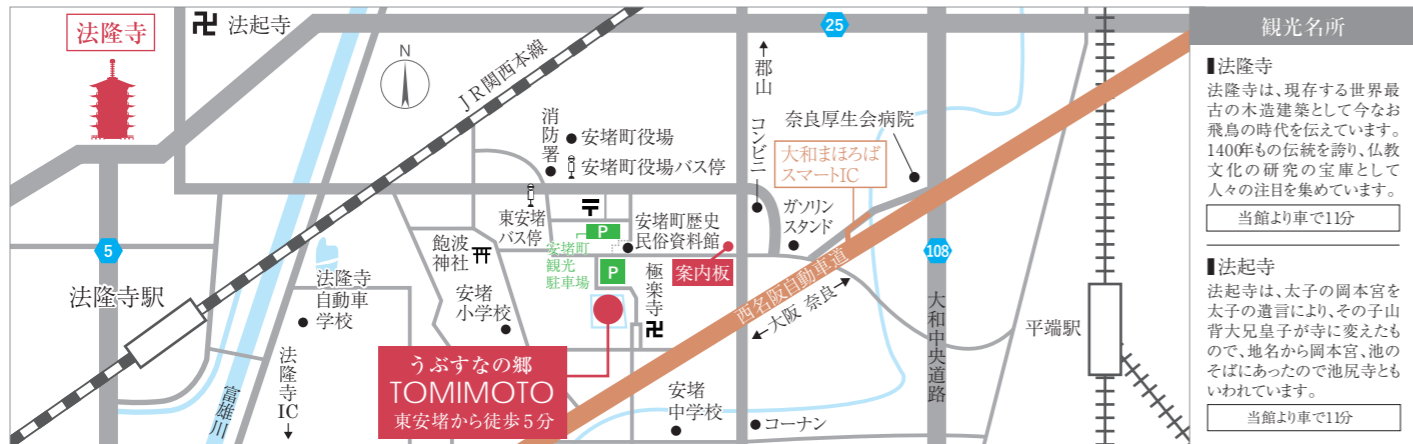 法隆寺
卍 法起寺
N
JR関西本線
25
↑郡山
消防署
安堵町役場
安堵町役場バス停
コンビニ
奈良厚生会病院
大和まほろば
スマートIC
東安堵
バス停
〒
P
安堵町歴史
民俗資料館
ガソリン
スタンド
5
飽波
神社
安堵町
観光
駐車場
P
極楽寺
卍
案内板
108
西名阪自動車道
←大阪 奈良→
大和中央道路
法隆寺駅
法隆寺
自動車
学校
安堵
小学校
平端駅
法隆寺IC↓
富雄川
うぶすなの郷
TOMIMOTO
東安堵から徒歩5分
安堵
中学校
コーナン
観光名所
■法隆寺
法隆寺は、現存する世界最
古の木造建築として今なお
飛鳥の時代を伝えています。
1400年もの伝統を誇り、仏教
文化の研究の宝庫として
人々の注目を集めています。
当館より車で11分
■法起寺
法起寺は、太子の岡本宮を
太子の遺言により、その子山
背大兄皇子が寺に変えたも
ので、地名から岡本宮、池の
そばにあったので池尻寺とも
いわれています。
当館より車で11分